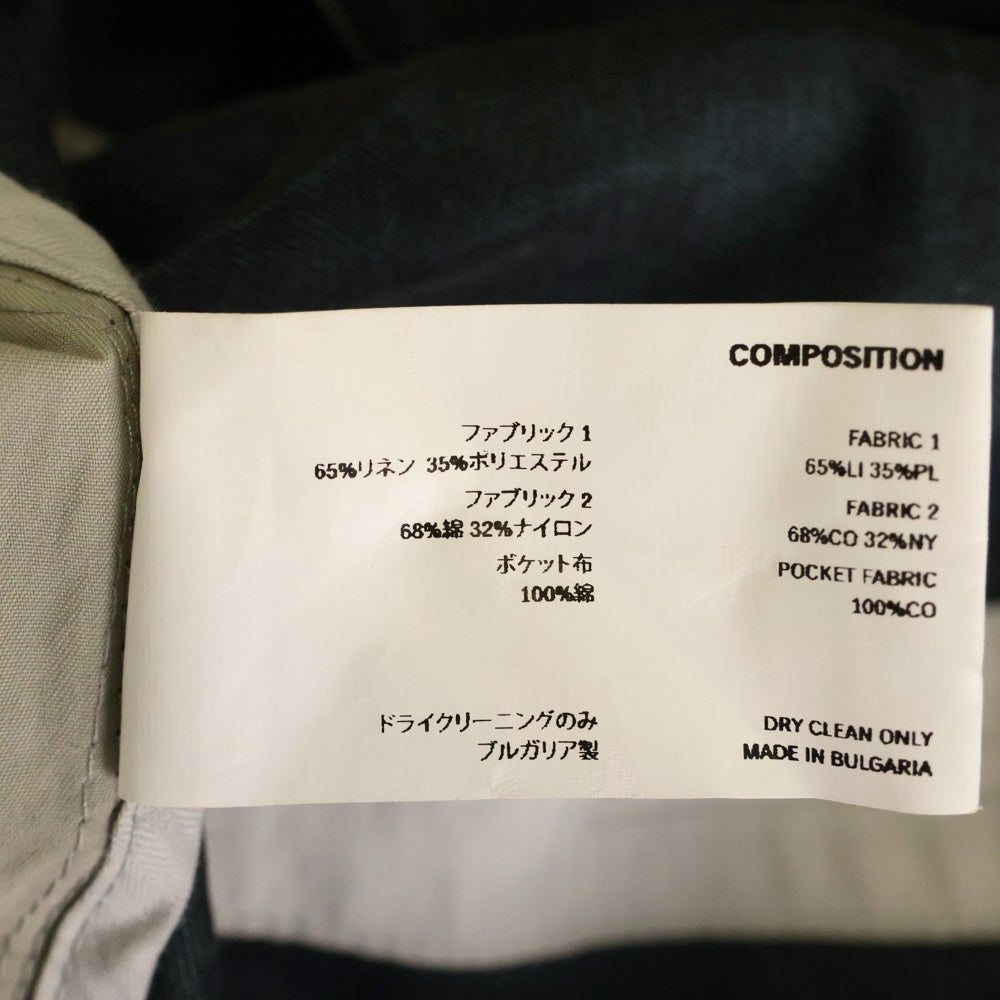 COMPOSITION
ファブリック 1
65%リネン 35%ポリエステル
ファブリック 2
68%綿 32%ナイロン
ポケット布
100%綿
ドライクリーニングのみ
ブルガリア製
FABRIC 1
65%LI 35%PL
FABRIC 2
68%CO 32%NY
POCKET FABRIC
100%CO
DRY CLEAN ONLY
MADE IN BULGARIA